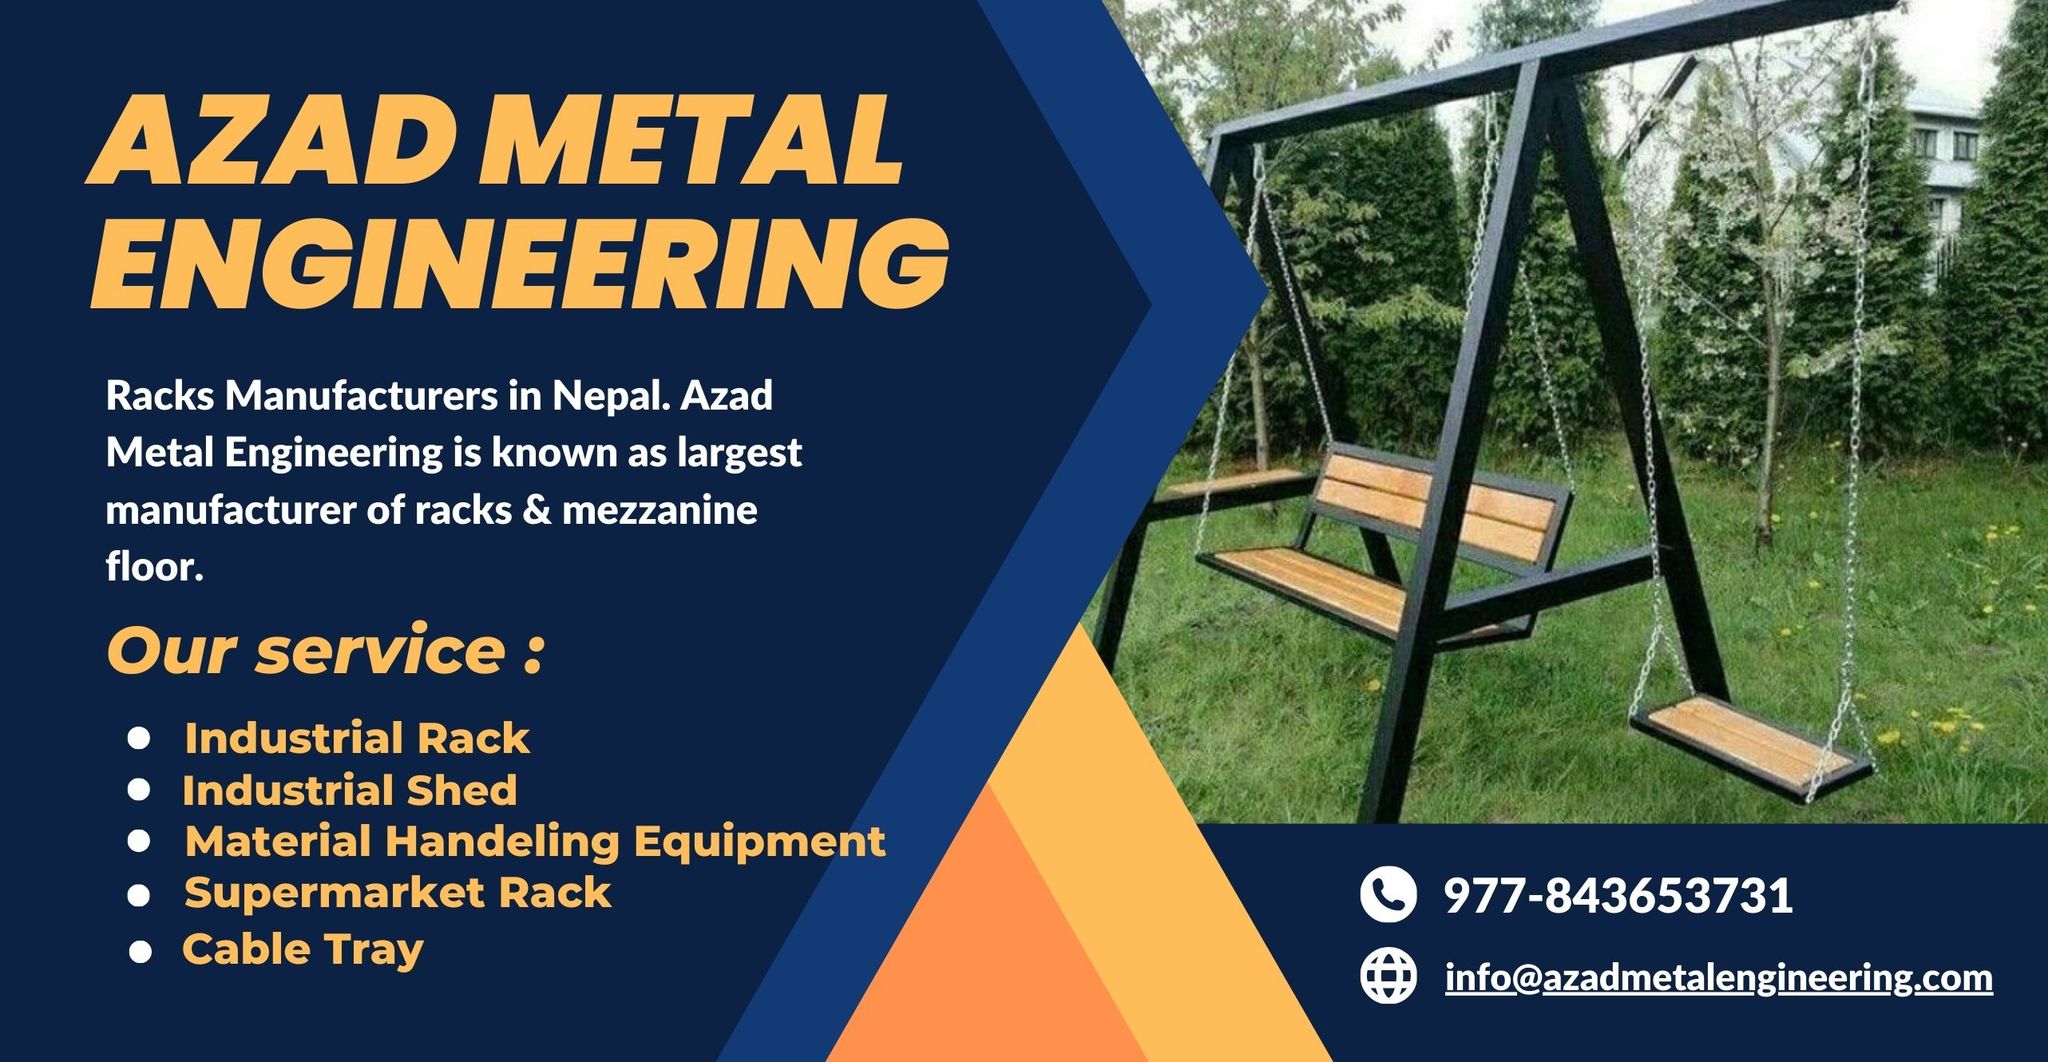 AZAD METAL
ENGINEERING
Racks Manufacturers in Nepal. Azad
Metal Engineering is known as largest
manufacturer of racks & mezzanine
floor.
Our service :
Industrial Rack
Industrial Shed
Material Handeling Equipment
Supermarket Rack
Cable Tray
977-843653731
info@azadmetalengineering.com